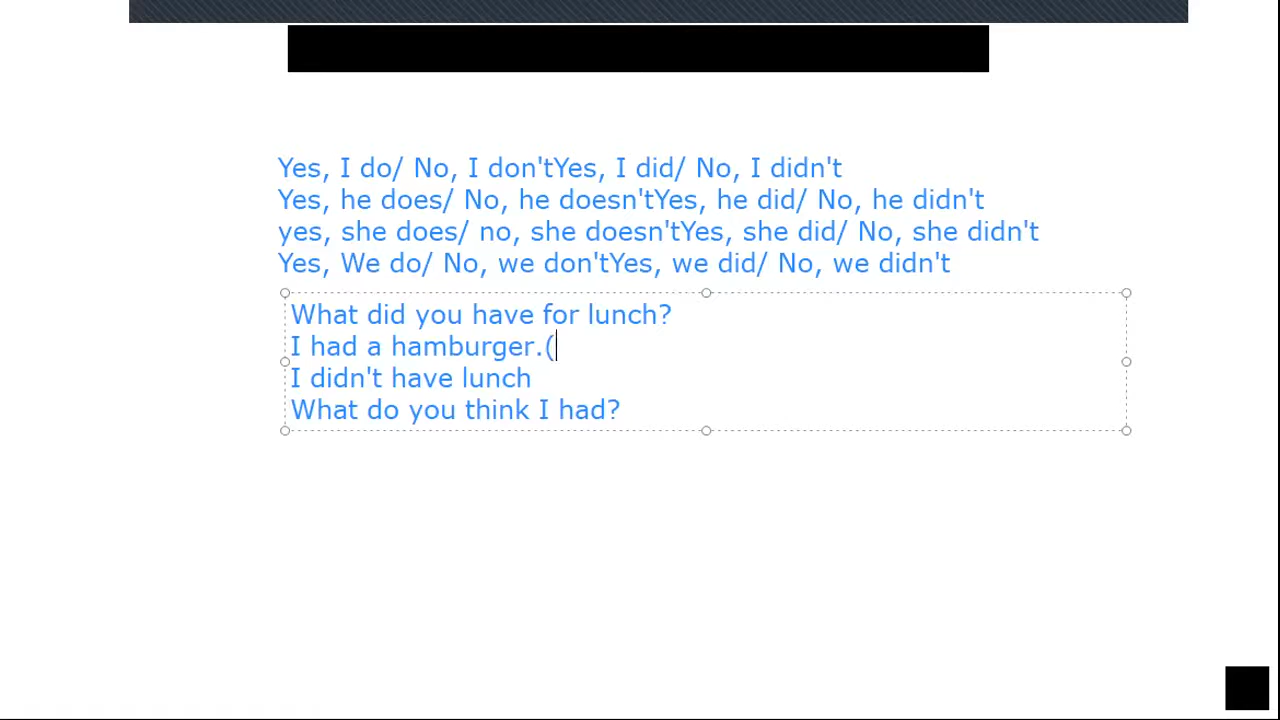 Yes, I do/ No, I don'tYes, I did/ No, I didn't
Yes, he does/ No, he doesn'tYes, he did/ No, he didn't
yes, she does/ no, she doesn'tYes, she did/ No, she didn't
Yes, We do/ No, we don'tYes, we did/ No, we didn't
What did you have for lunch?
I had a hamburger.(
I didn't have lunch
What do you think I had?